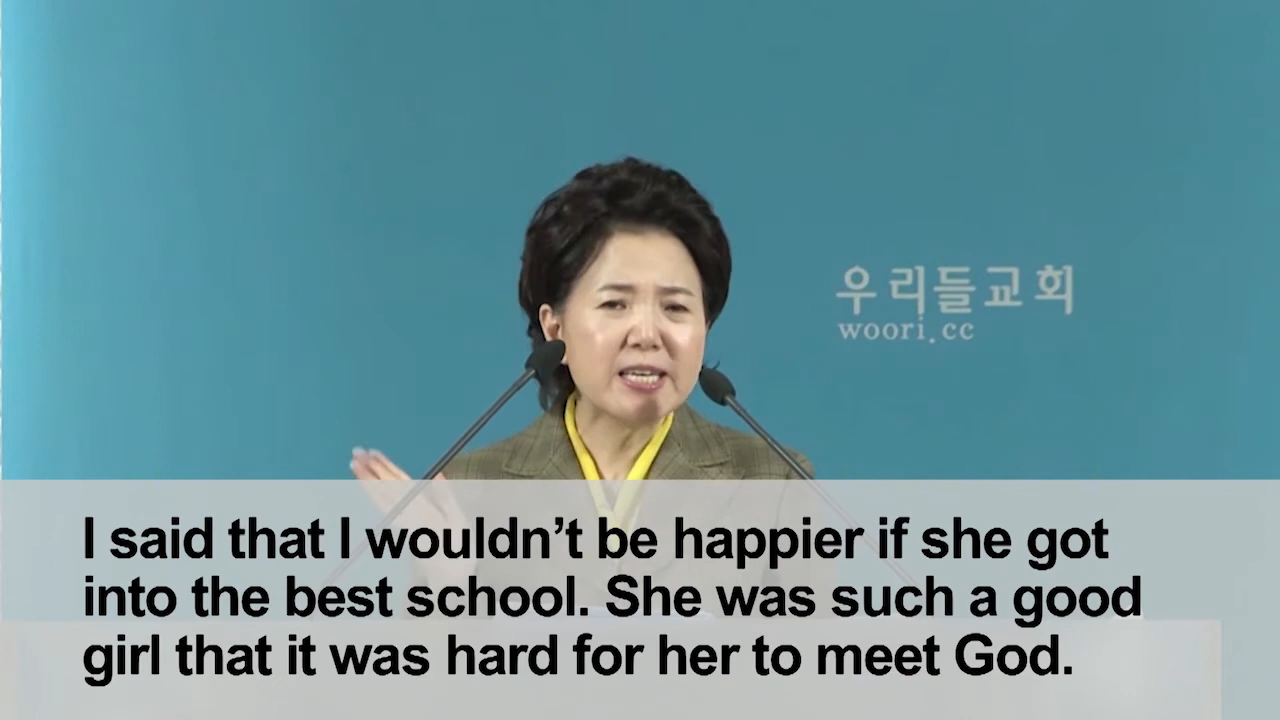 우리들교회
woori.cc
I said that I wouldn’t be happier if she got
into the best school. She was such a good
girl that it was hard for her to meet God.